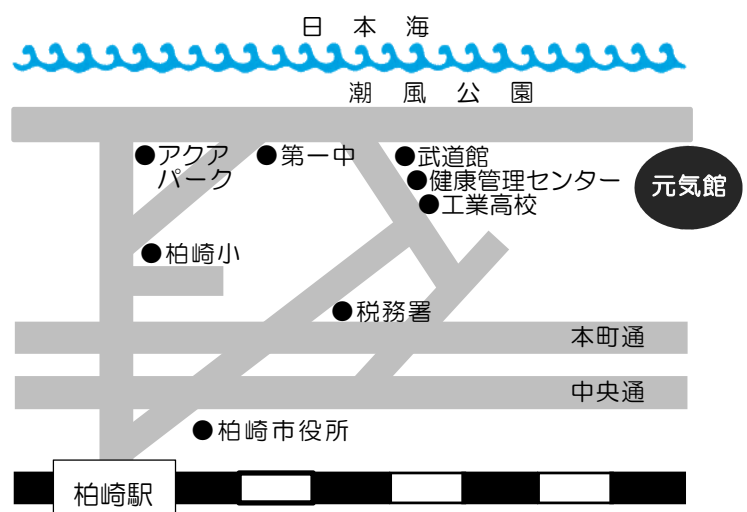 日本海
潮風公園
●アクア
パーク
●第一中
●武道館
●健康管理センター
●工業高校
元気館
●柏崎小
●税務署
本町通
中央通
●柏崎市役所
柏崎駅